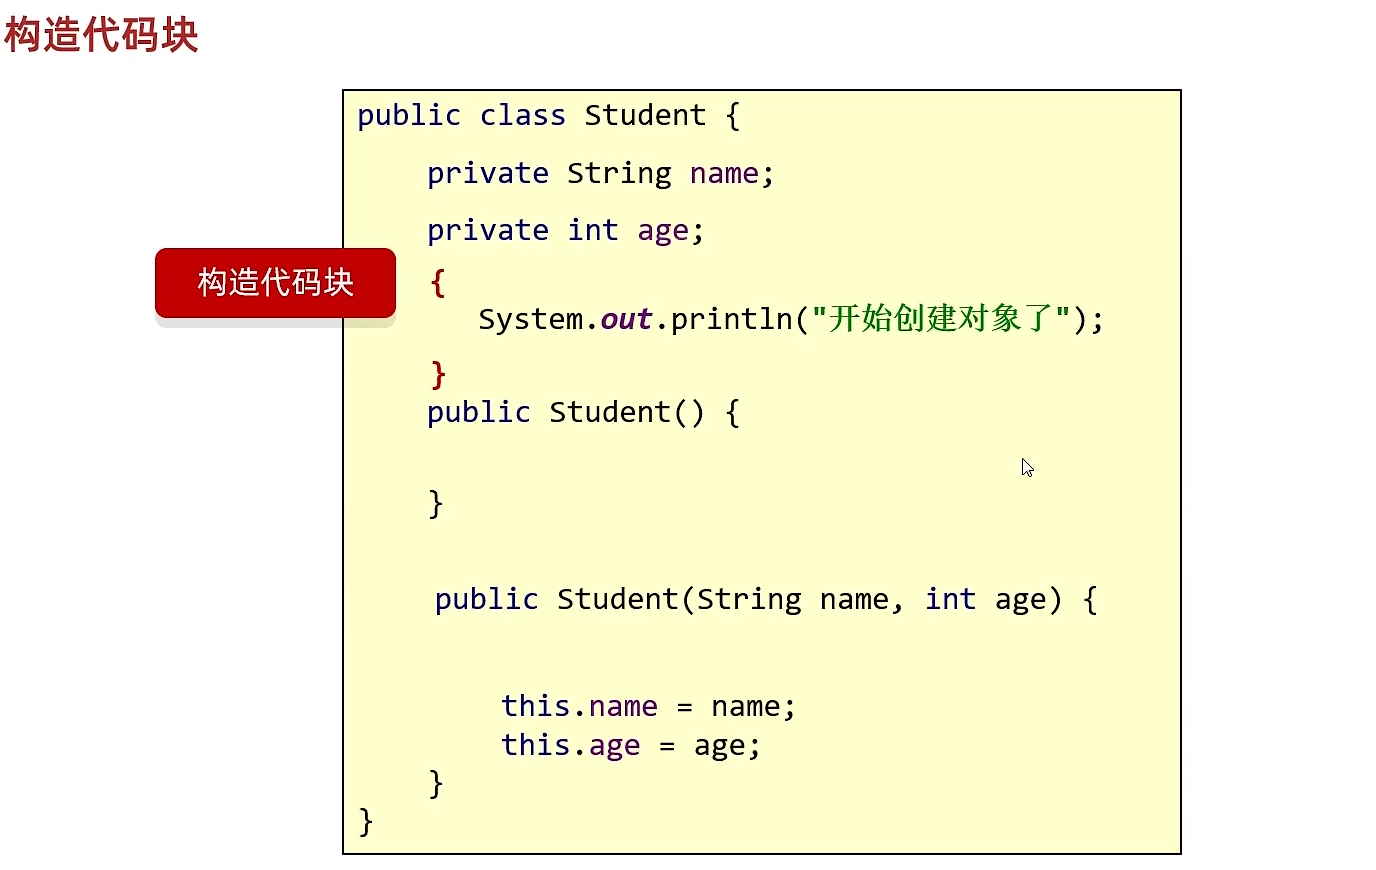 构造代码块
public class Student {
private String name;
private int age;
构造代码块
{
System.out.println("开始创建对象了");
}
public Student() {
}
public Student(String name, int age) {
this.name = name;
this.age = age;
}
}